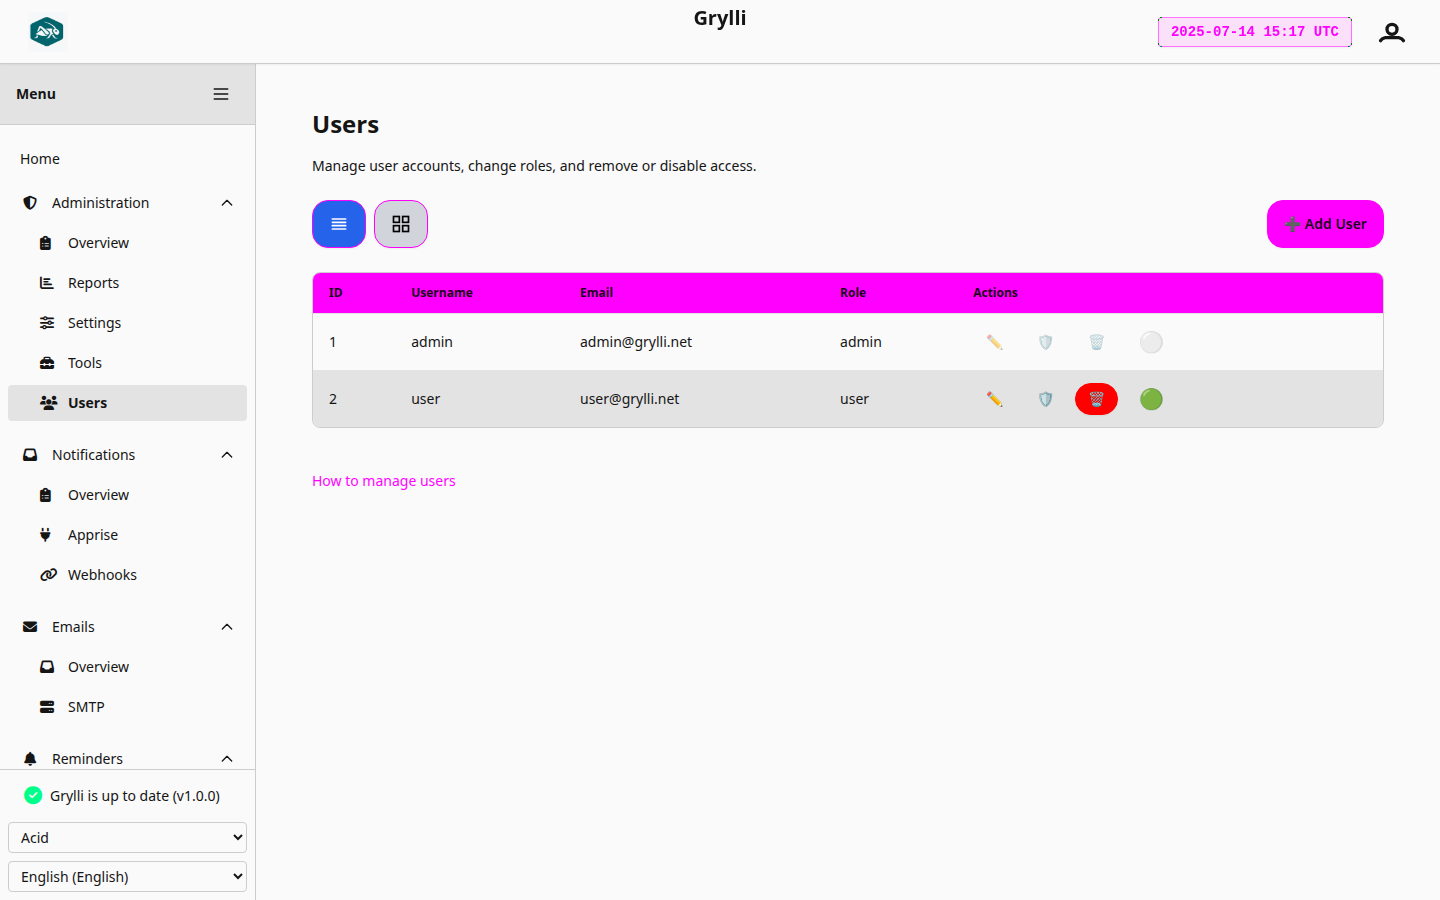 Grylli
2025-07-14 15:17 UTC
Menu
Home
Administration
Overview
Reports
Settings
Tools
Users
Notifications
Overview
Apprise
Webhooks
Emails
Overview
SMTP
Reminders
Grylli is up to date (v1.0.0)
Acid
English (English)
Users
Manage user accounts, change roles, and remove or disable access.
➕ Add User
ID Username Email Role Actions
1 admin admin@grylli.net admin
2 user user@grylli.net user
How to manage users